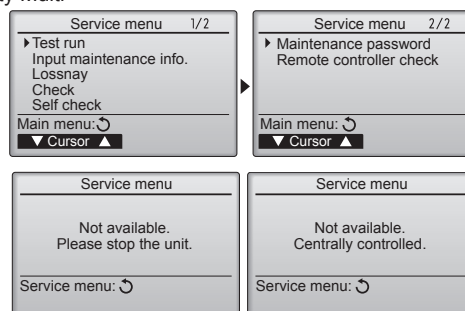 Service menu 1/2
Test run
Input maintenance info.
Lossnay
Check
Self check
Main menu:
▼ Cursor ▲
Service menu 2/2
Maintenance password
Remote controller check
Main menu:
▼ Cursor ▲
Service menu
Not available.
Please stop the unit.
Service menu:
Service menu
Not available.
Centrally controlled.
Service menu: